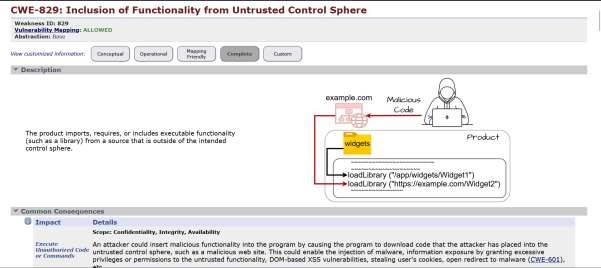 CWE-829: Inclusion of Functionality from Untrusted Control Sphere
Weakness ID: 829
Vulnerability Mapping: ALLOWED
Abstraction: Base
View customized information: Conceptual Operational Mapping Friendly Complete Custom
Description
The product imports, requires, or includes executable functionality
(such as a library) from a source that is outside of the intended
control sphere.
example.com
Malicious
Code
Product
widgets
loadLibrary ("/app/widgets/Widget1")
loadLibrary ("https://example.com/Widget2")
Common Consequences
Impact Details
Scope: Confidentiality, Integrity, Availability
Execute
Unauthorized Code
or Commands
An attacker could insert malicious functionality into the program by causing the program to download code that the attacker has placed into the
untrusted control sphere, such as a malicious web site. This could enable the injection of malware, information exposure by granting excessive
privileges or permissions to the untrusted functionality, DOM-based XSS vulnerabilities, stealing user's cookies, open redirect to malware (CWE-601),
etc.